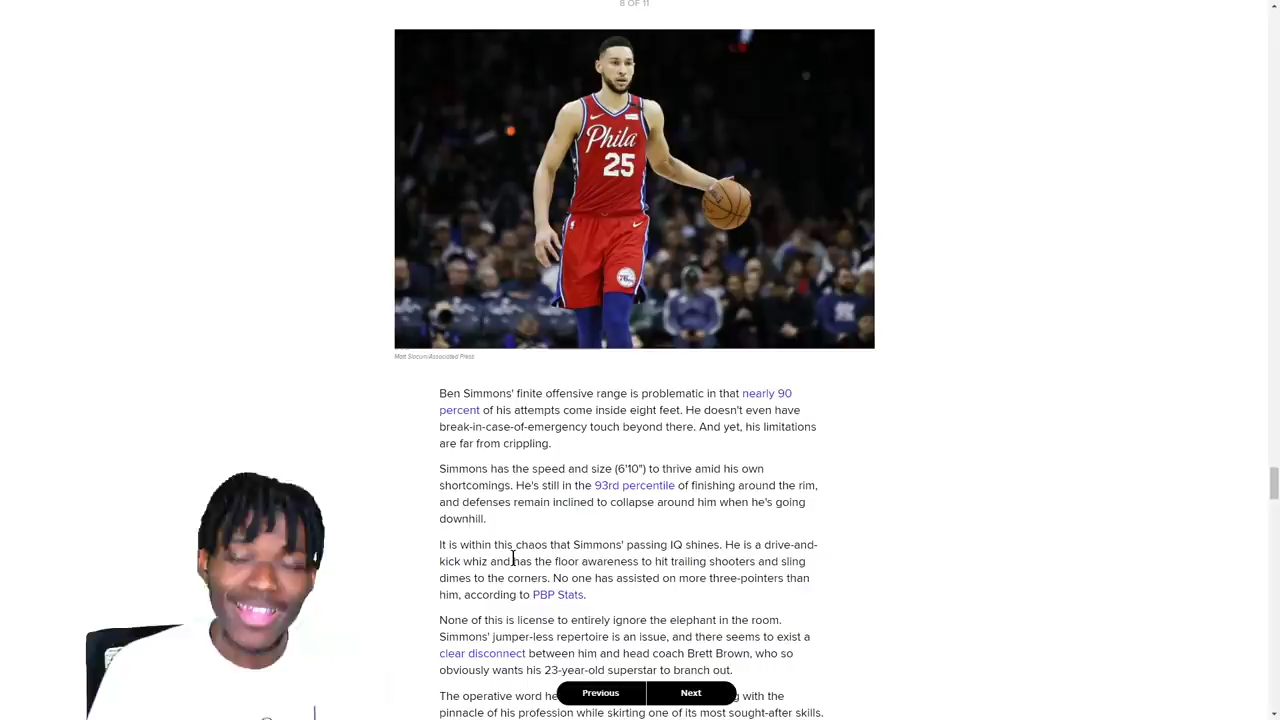 8 OF 11
Phila
25
Matt Slocum/Associated Press
Ben Simmons' finite offensive range is problematic in that nearly 90
percent of his attempts come inside eight feet. He doesn't even have
break-in-case-of-emergency touch beyond there. And yet, his limitations
are far from crippling.
Simmons has the speed and size (6'10") to thrive amid his own
shortcomings. He's still in the 93rd percentile of finishing around the rim,
and defenses remain inclined to collapse around him when he's going
downhill.
It is within this chaos that Simmons' passing IQ shines. He is a drive-and-
kick whiz and has the floor awareness to hit trailing shooters and sling
dimes to the corners. No one has assisted on more three-pointers than
him, according to PBP Stats.
None of this is license to entirely ignore the elephant in the room.
Simmons' jumper-less repertoire is an issue, and there seems to exist a
clear disconnect between him and head coach Brett Brown, who so
obviously wants his 23-year-old superstar to branch out.
Previous Next
The operative word with the
pinnacle of his profession while skirting one of its most sought-after skills.